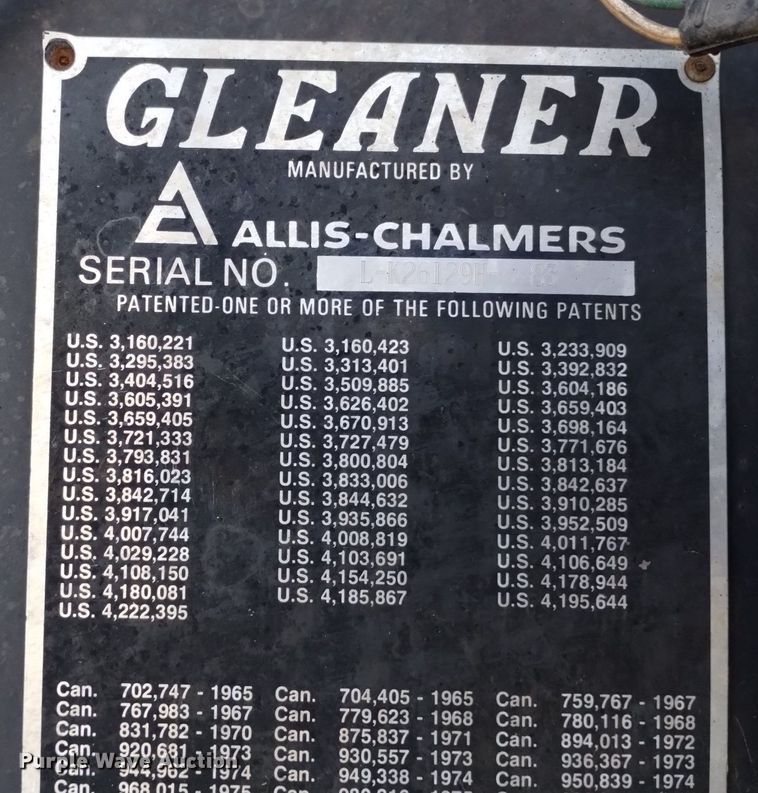 GLEANER
MANUFACTURED BY
ALLIS-CHALMERS
SERIAL NO. L-K26129H
PATENTED-ONE OR MORE OF THE FOLLOWING PATENTS
U.S. 3,160,221 U.S. 3,160,423 U.S. 3,233,909
U.S. 3,295,383 U.S. 3,313,401 U.S. 3,392,832
U.S. 3,404,516 U.S. 3,509,885 U.S. 3,604,186
U.S. 3,605,391 U.S. 3,626,402 U.S. 3,659,403
U.S. 3,659,405 U.S. 3,670,913 U.S. 3,698,164
U.S. 3,721,333 U.S. 3,727,479 U.S. 3,771,676
U.S. 3,793,831 U.S. 3,800,804 U.S. 3,813,184
U.S. 3,816,023 U.S. 3,833,006 U.S. 3,842,637
U.S. 3,842,714 U.S. 3,844,632 U.S. 3,910,285
U.S. 3,917,041 U.S. 3,935,866 U.S. 3,952,509
U.S. 4,007,744 U.S. 4,008,819 U.S. 4,011,767
U.S. 4,029,228 U.S. 4,103,691 U.S. 4,106,649
U.S. 4,108,150 U.S. 4,154,250 U.S. 4,178,944
U.S. 4,180,081 U.S. 4,185,867 U.S. 4,195,644
U.S. 4,222,395
Can. 702,747 - 1965 Can. 704,405 - 1965 Can. 759,767 - 1967
Can. 767,983 - 1967 Can. 779,623 - 1968 Can. 780,116 - 1968
Can. 831,782 - 1970 Can. 875,837 - 1971 Can. 894,013 - 1972
Can. 920,681 - 1973 Can. 930,557 - 1973 Can. 936,367 - 1973
Can. 944,962 - 1974 Can. 949,338 - 1974 Can. 950,839 - 1974
Can. 968,015 - 1975
Purple Wave Auction